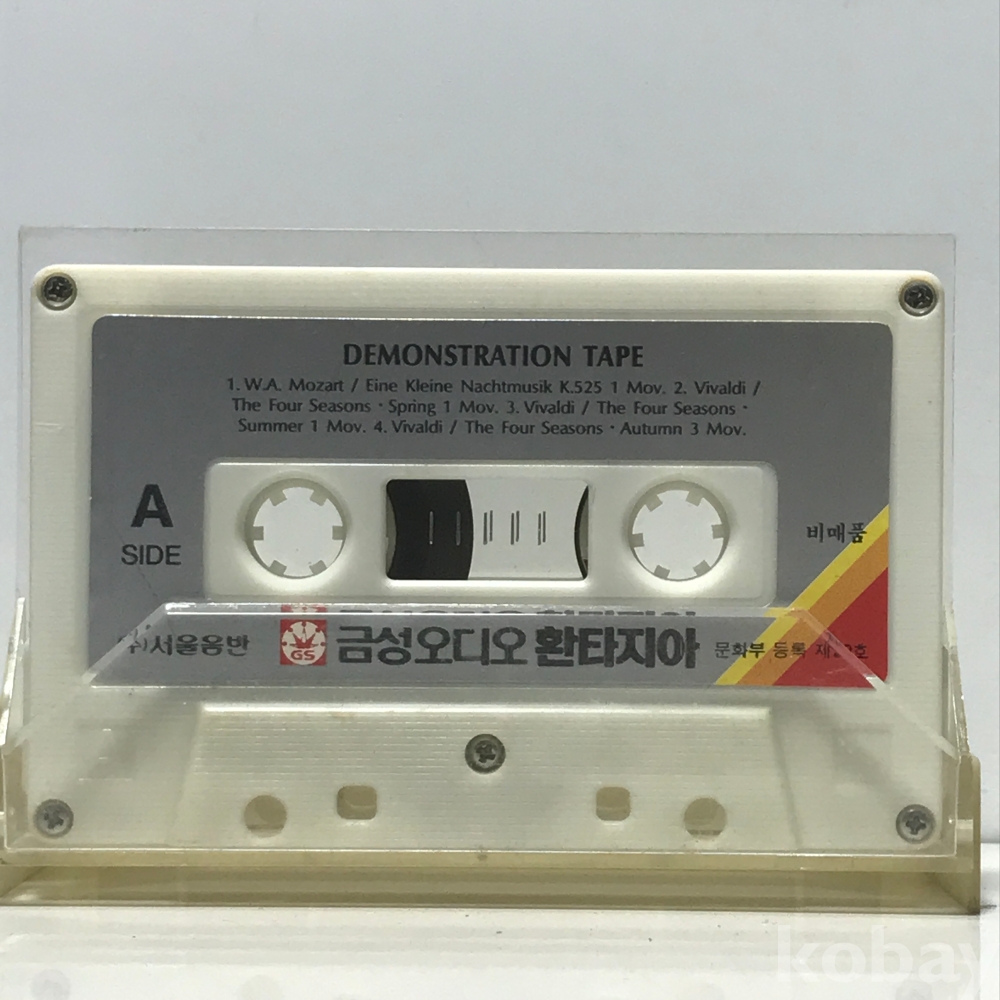 DEMONSTRATION TAPE
1. W.A. Mozart / Eine Kleine Nachtmusik K.525 1 Mov. 2. Vivaldi /
The Four Seasons · Spring 1 Mov. 3. Vivaldi / The Four Seasons ·
Summer 1 Mov. 4. Vivaldi / The Four Seasons · Autumn 3 Mov.
A
SIDE
비매품
서울음반
GS
금성오디오 환타지아
문화부 등록
kobay